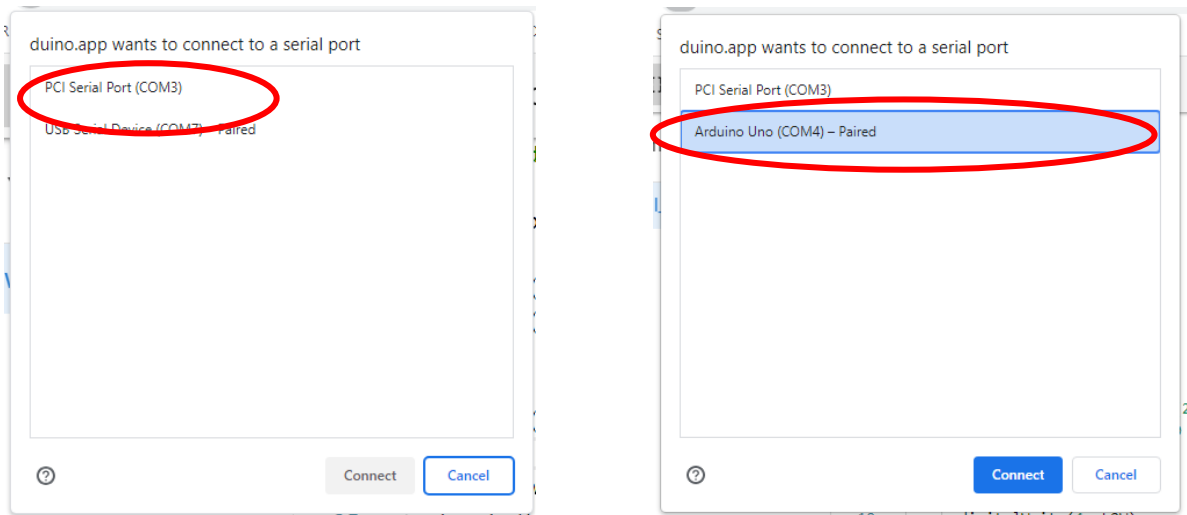 duino.app wants to connect to a serial port
PCI Serial Port (COM3)
USB Serial Device (COM7) – Paired
Connect
Cancel
duino.app wants to connect to a serial port
PCI Serial Port (COM3)
Arduino Uno (COM4) – Paired
Connect
Cancel